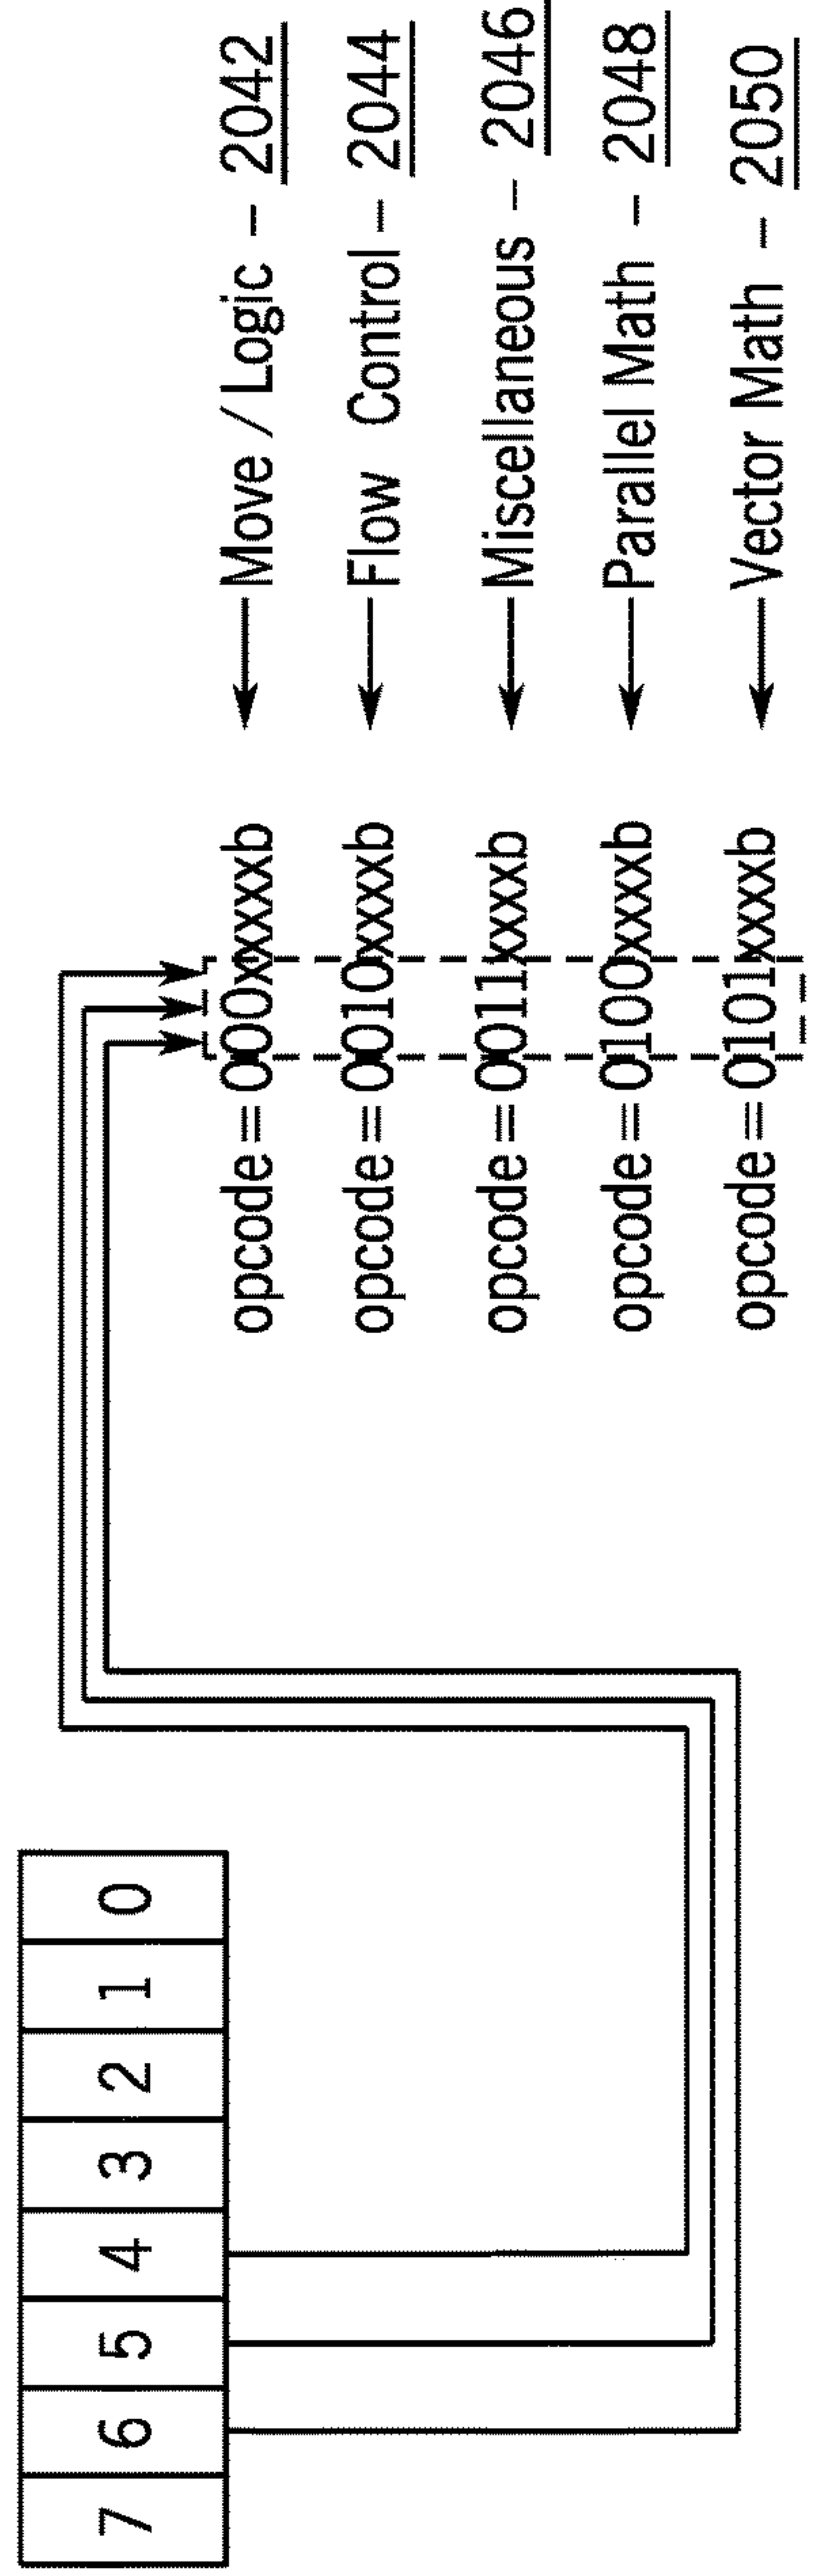 7 6 5 4 3 2 1 0
opcode=000xxxxxb ← Move / Logic – 2042
opcode=0010xxxxb ← Flow Control – 2044
opcode=0011xxxxb ← Miscellaneous – 2046
opcode=0100xxxxb ← Parallel Math – 2048
opcode=0101xxxxb ← Vector Math – 2050